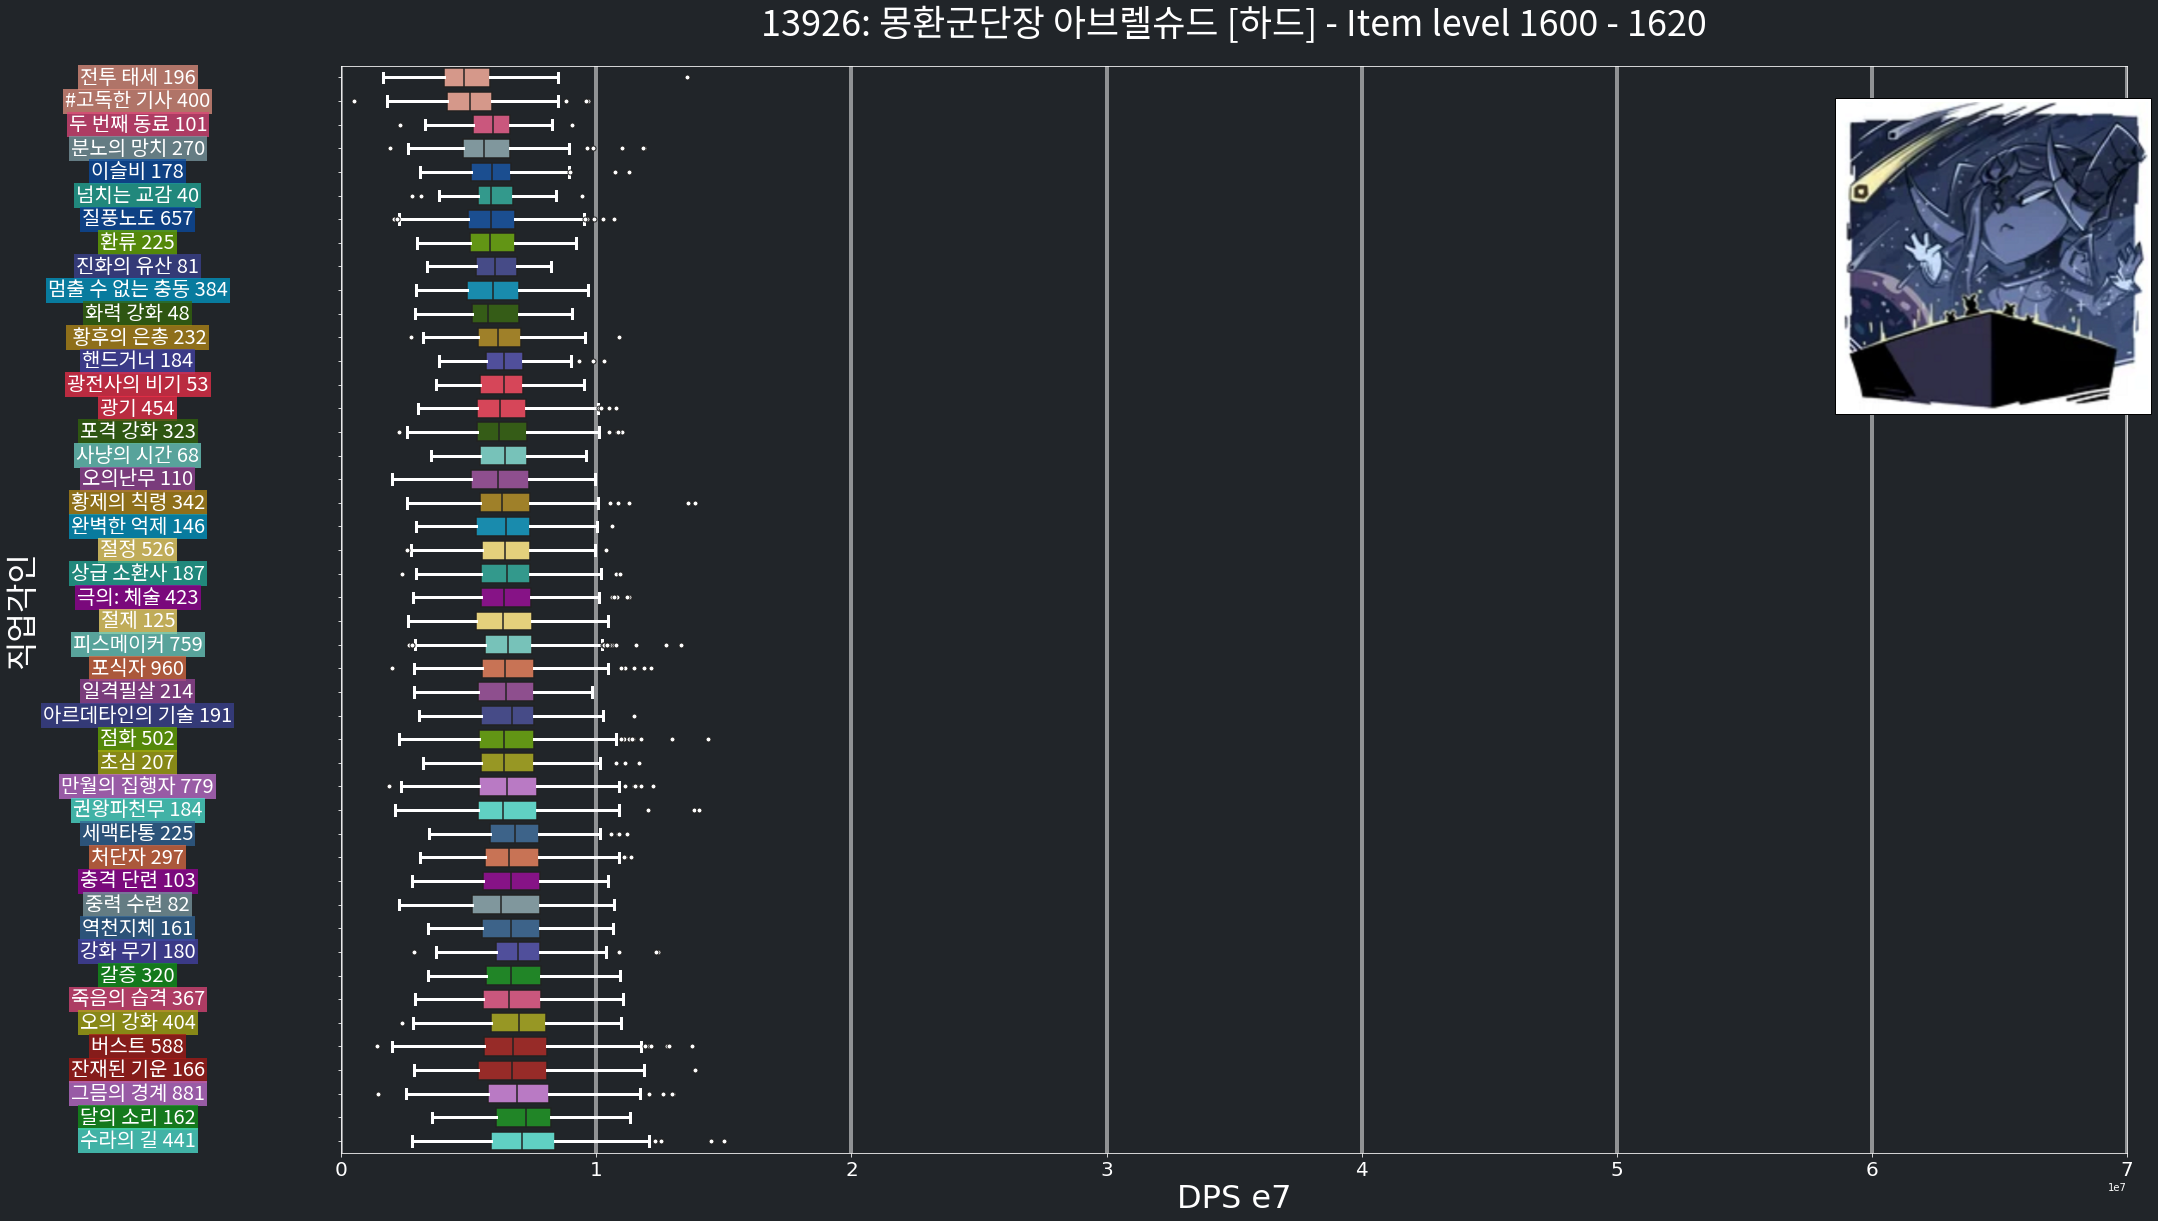 13926: 몽환군단장 아브렐슈드 [하드] - Item level 1600 - 1620
직업각인
전투 태세 196
#고독한 기사 400
두 번째 동료 101
분노의 망치 270
이슬비 178
넘치는 교감 40
질풍노도 657
환류 225
진화의 유산 81
멈출 수 없는 충동 384
화력 강화 48
황후의 은총 232
핸드거너 184
광전사의 비기 53
광기 454
포격 강화 323
사냥의 시간 68
오의난무 110
황제의 칙령 342
완벽한 억제 146
절정 526
상급 소환사 187
극의: 체술 423
절제 125
피스메이커 759
포식자 960
일격필살 214
아르데타인의 기술 191
점화 502
초심 207
만월의 집행자 779
권왕파천무 184
세맥타통 225
처단자 297
충격 단련 103
중력 수련 82
역천지체 161
강화 무기 180
갈증 320
죽음의 습격 367
오의 강화 404
버스트 588
잔재된 기운 166
그믐의 경계 881
달의 소리 162
수라의 길 441
0 1 2 3 4 5 6 7
1e7
DPS e7